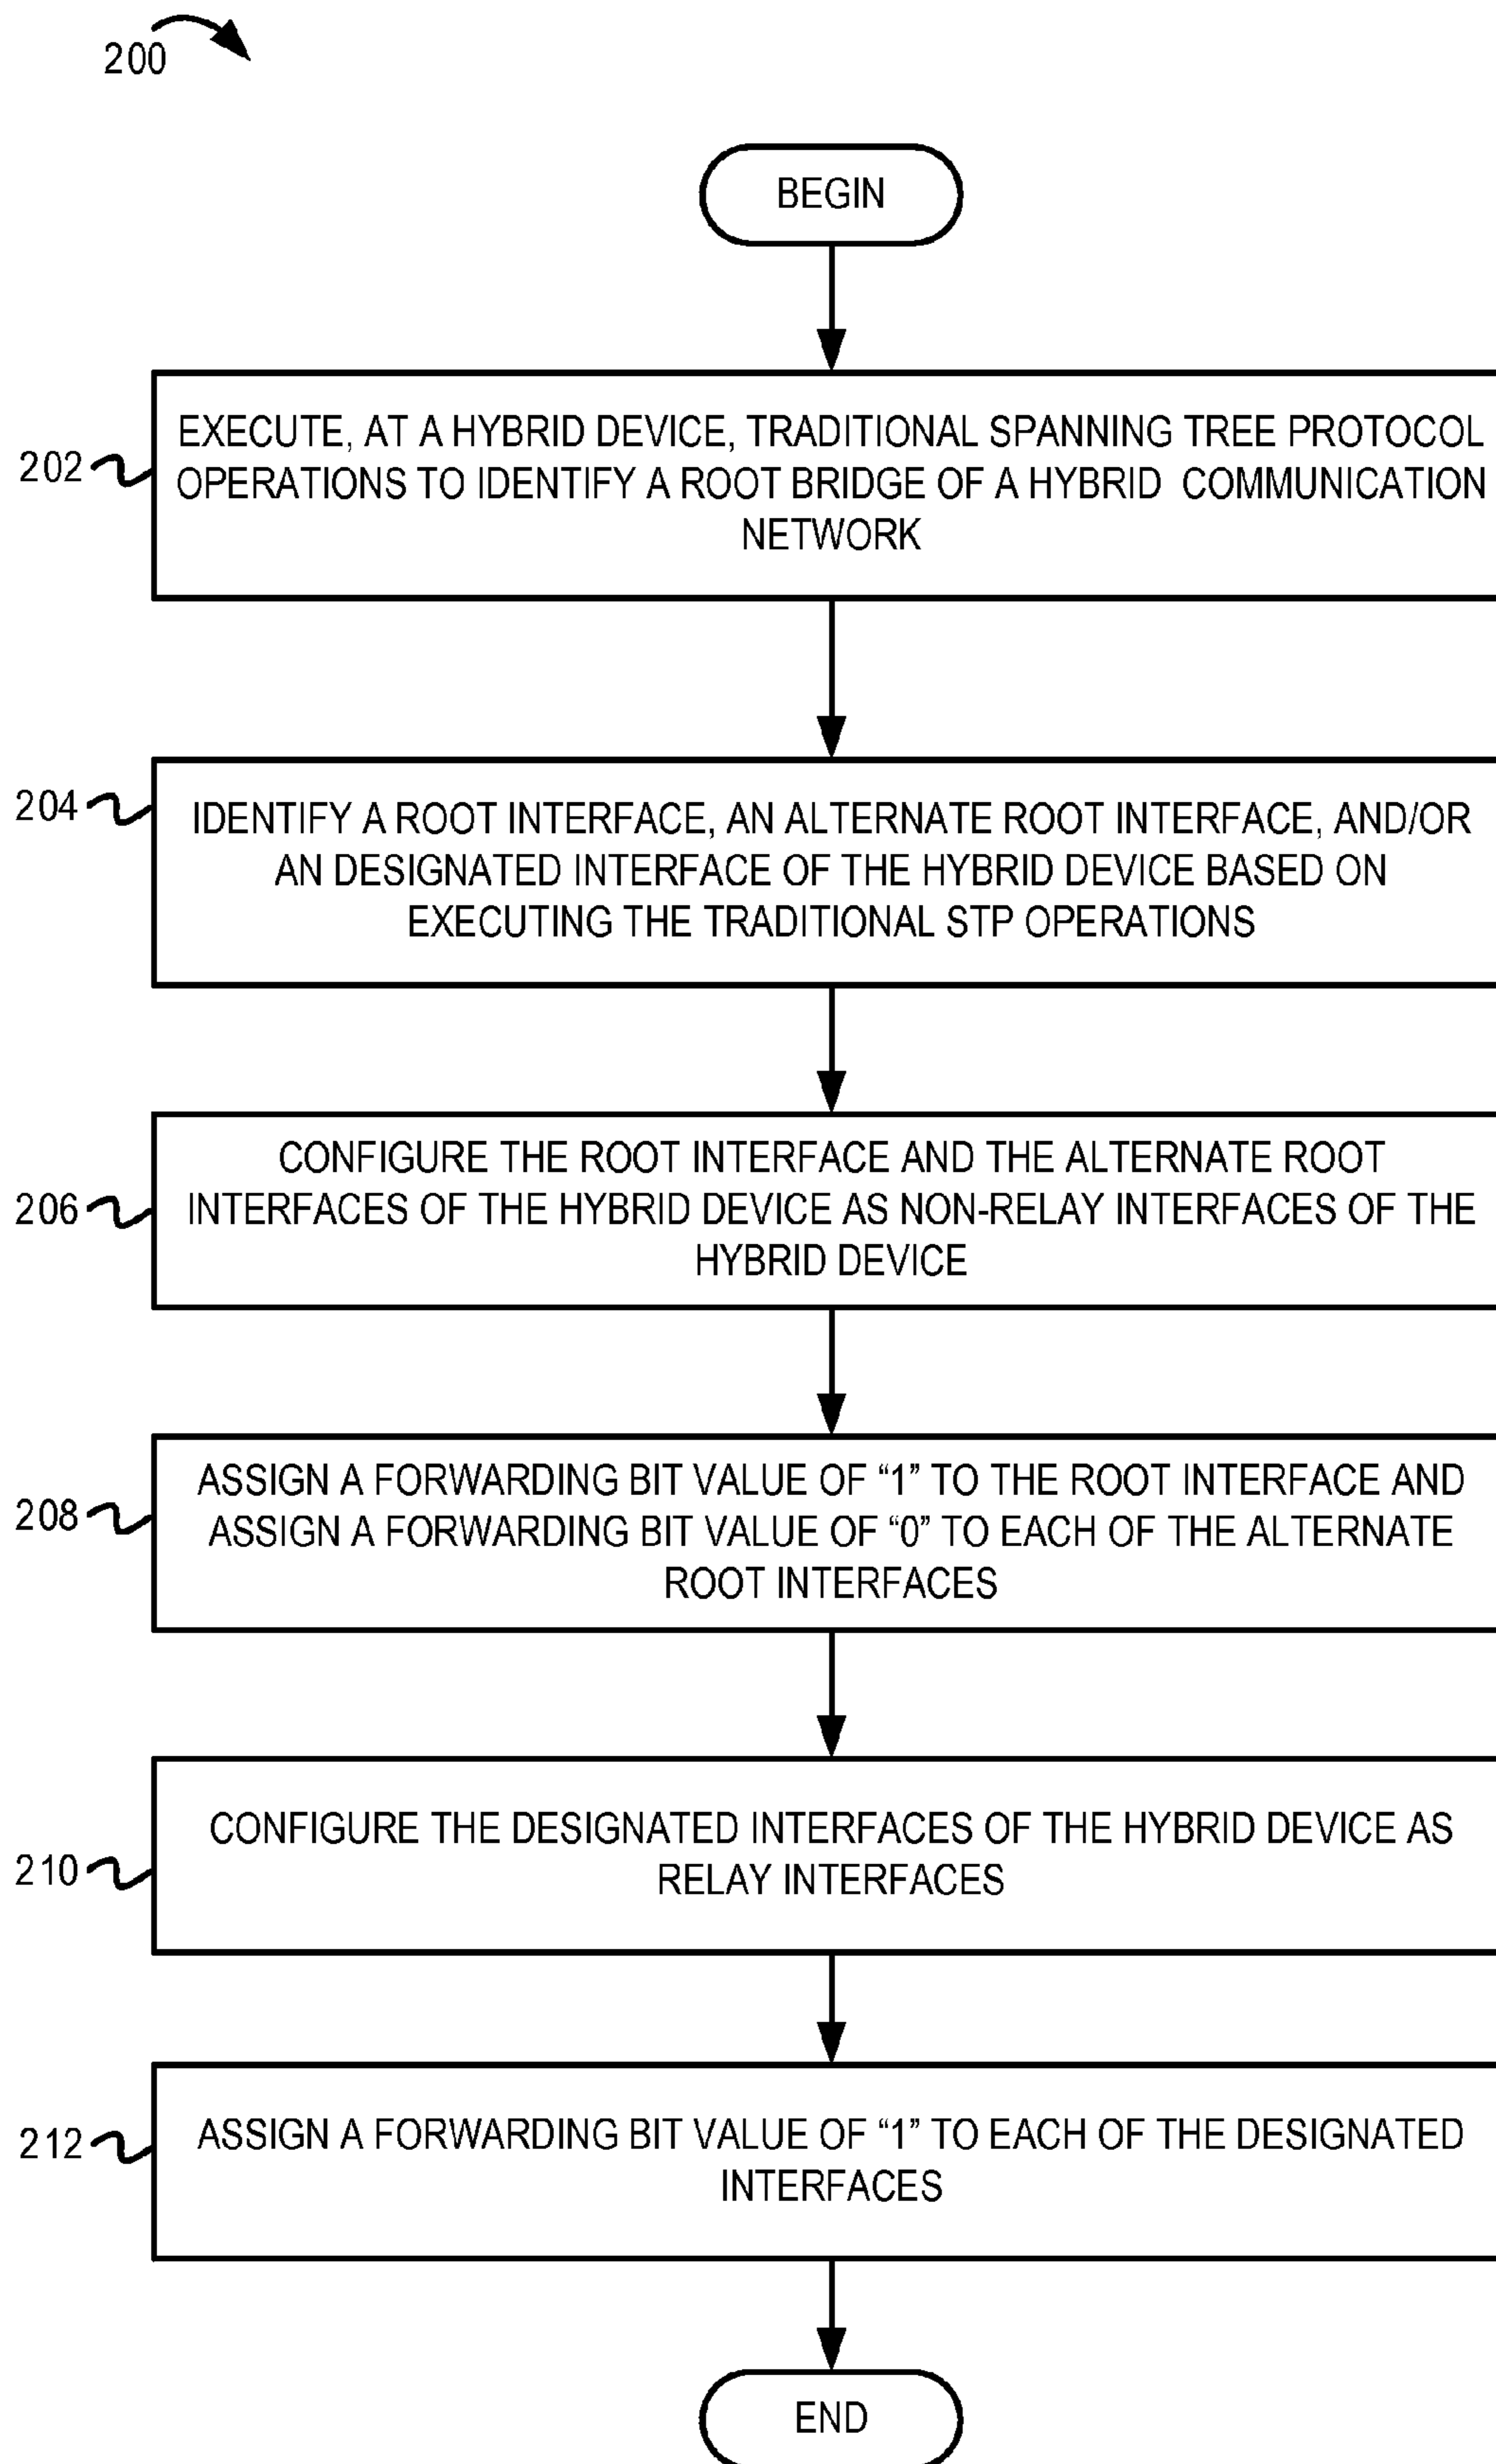 200
BEGIN
202
EXECUTE, AT A HYBRID DEVICE, TRADITIONAL SPANNING TREE PROTOCOL
OPERATIONS TO IDENTIFY A ROOT BRIDGE OF A HYBRID COMMUNICATION
NETWORK
204
IDENTIFY A ROOT INTERFACE, AN ALTERNATE ROOT INTERFACE, AND/OR
AN DESIGNATED INTERFACE OF THE HYBRID DEVICE BASED ON
EXECUTING THE TRADITIONAL STP OPERATIONS
206
CONFIGURE THE ROOT INTERFACE AND THE ALTERNATE ROOT
INTERFACES OF THE HYBRID DEVICE AS NON-RELAY INTERFACES OF THE
HYBRID DEVICE
208
ASSIGN A FORWARDING BIT VALUE OF “1” TO THE ROOT INTERFACE AND
ASSIGN A FORWARDING BIT VALUE OF “0” TO EACH OF THE ALTERNATE
ROOT INTERFACES
210
CONFIGURE THE DESIGNATED INTERFACES OF THE HYBRID DEVICE AS
RELAY INTERFACES
212
ASSIGN A FORWARDING BIT VALUE OF “1” TO EACH OF THE DESIGNATED
INTERFACES
END